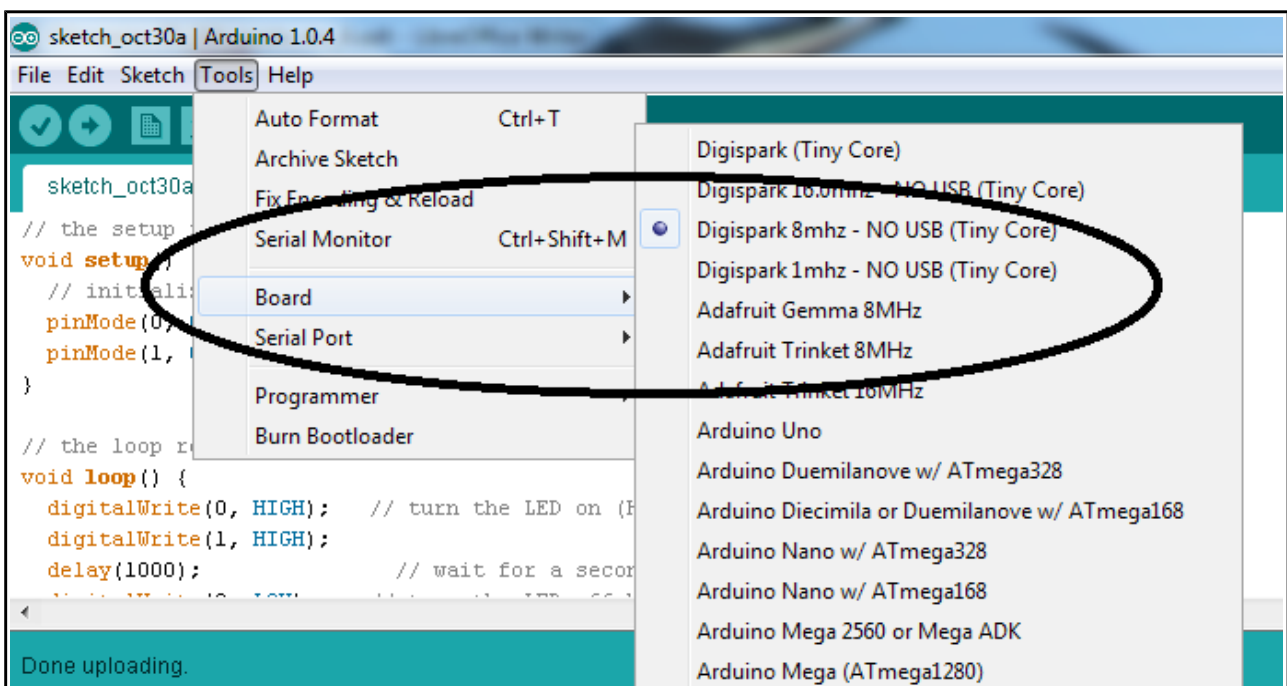 sketch_oct30a | Arduino 1.0.4
File Edit Sketch Tools Help
Auto Format Ctrl+T
Archive Sketch
Fix Encoding & Reload
Serial Monitor Ctrl+Shift+M
Board
Serial Port
Programmer
Burn Bootloader
Digispark (Tiny Core)
Digispark 16.0mhz - NO USB (Tiny Core)
Digispark 8mhz - NO USB (Tiny Core)
Digispark 1mhz - NO USB (Tiny Core)
Adafruit Gemma 8MHz
Adafruit Trinket 8MHz
Adafruit Trinket 16MHz
Arduino Uno
Arduino Duemilanove w/ ATmega328
Arduino Diecimila or Duemilanove w/ ATmega168
Arduino Nano w/ ATmega328
Arduino Nano w/ ATmega168
Arduino Mega 2560 or Mega ADK
Arduino Mega (ATmega1280)
sketch_oct30a
// the setup
void setup()
// initiali
pinMode(0,
pinMode(1,
}
// the loop r
void loop() {
digitalWrite(0, HIGH); // turn the LED on (H
digitalWrite(1, HIGH);
delay(1000); // wait for a secon
Done uploading.